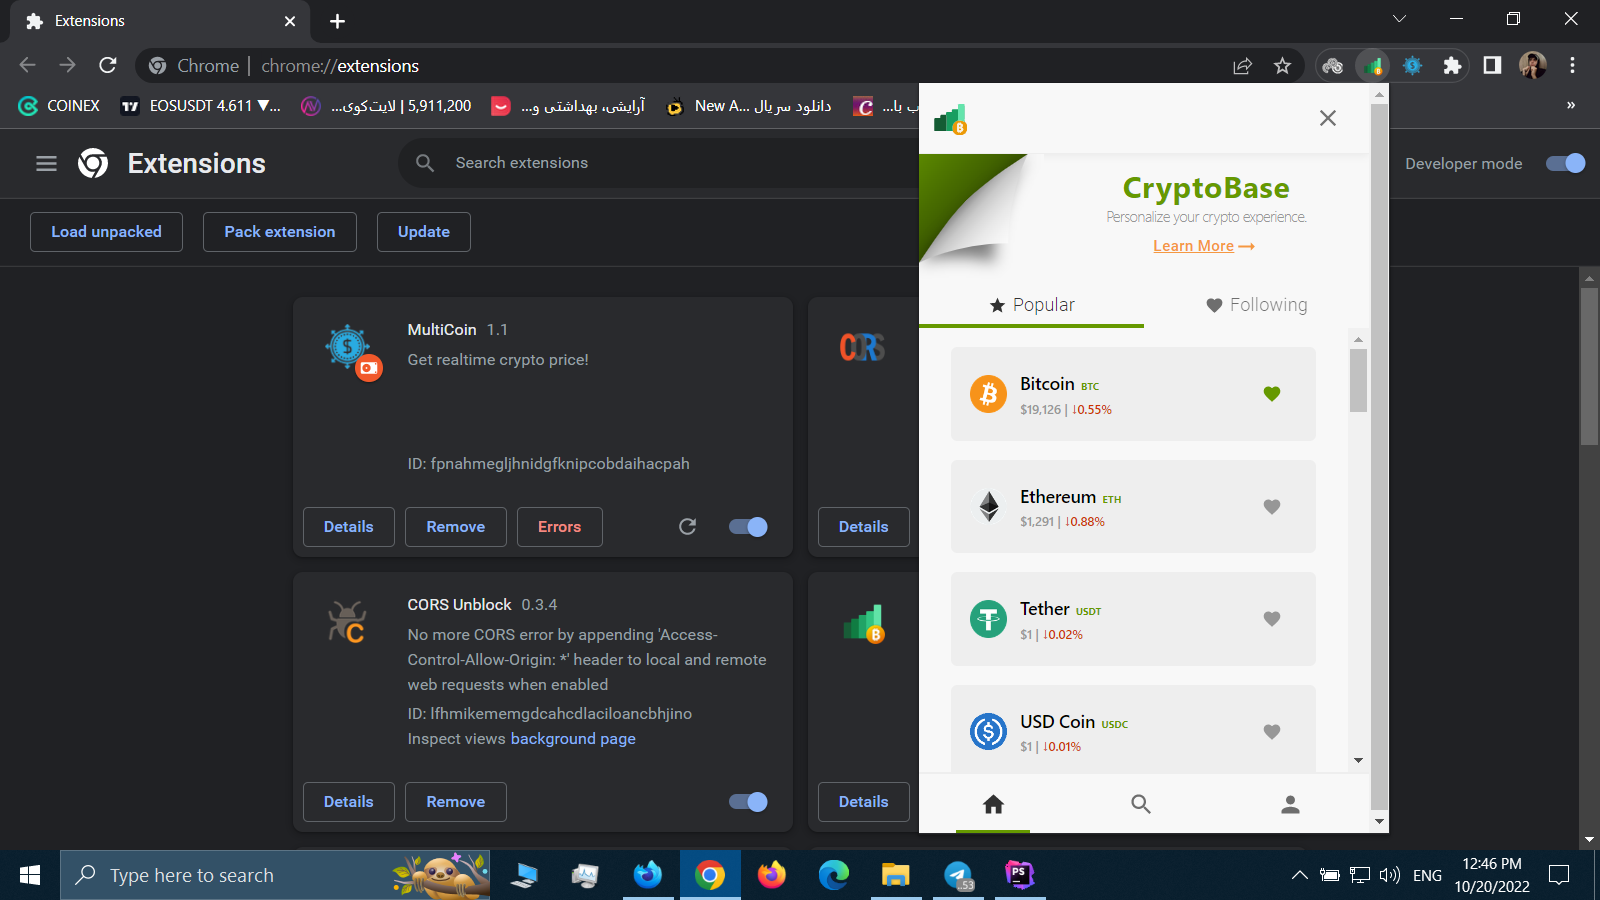 Extensions
Chrome | chrome://extensions
COINEX
EOSUSDT 4.611 ▼...
5,911,200 | لایت‌کوی...
آرایشی، بهداشتی و...
دانلود سریال New A...
ب با...
»
Extensions
Search extensions
Developer mode
Load unpacked
Pack extension
Update
MultiCoin 1.1
Get realtime crypto price!
ID: fpnahmegljhnidgfknipcobdaihacpah
Details
Remove
Errors
CORS
Details
CORS Unblock 0.3.4
No more CORS error by appending 'Access-
Control-Allow-Origin: *' header to local and remote
web requests when enabled
ID: lfhmikememgdcahcdlaciloancbhjino
Inspect views background page
Details
Remove
Details
CryptoBase
Personalize your crypto experience.
Learn More →
Popular
Following
Bitcoin BTC
$19,126 | ↓0.55%
Ethereum ETH
$1,291 | ↓0.88%
Tether USDT
$1 | ↓0.02%
USD Coin USDC
$1 | ↓0.01%
Type here to search
..53
PS
ENG
12:46 PM
10/20/2022